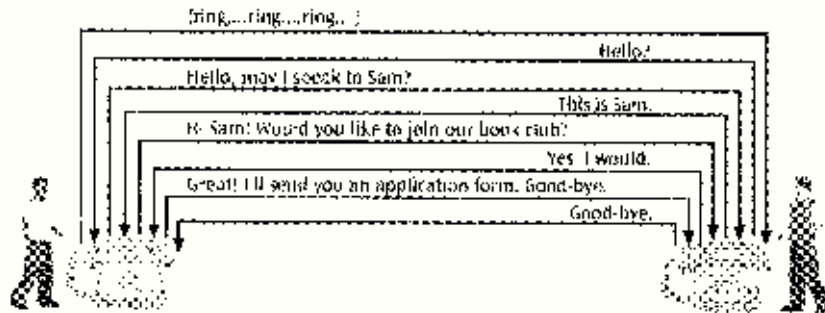 (ring,...ring...,ring...)
Hello?
Hello, may I speak to Sam?
This is Sam.
Hi Sam! Would you like to join our book club?
Yes, I would.
Great! I'll send you an application form. Good-bye.
Good-bye.